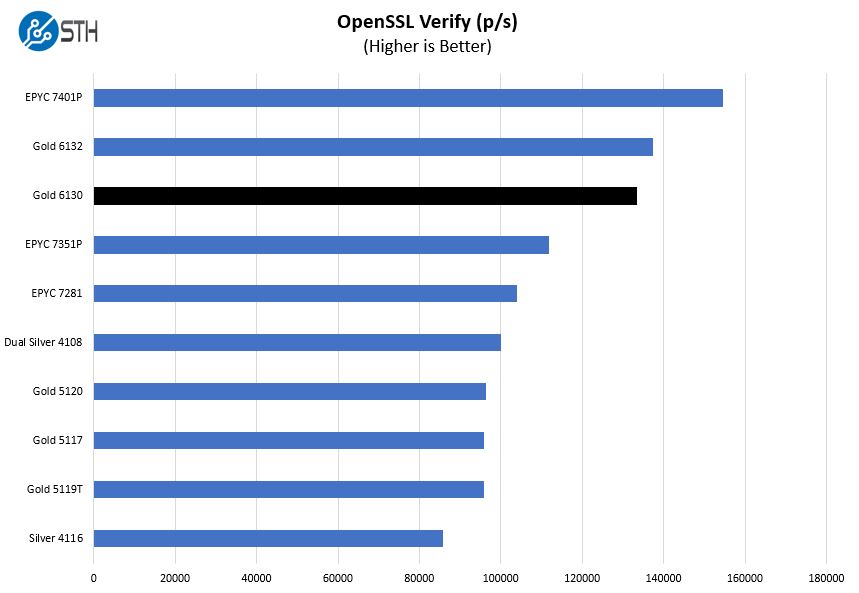 STH
OpenSSL Verify (p/s)
(Higher is Better)
EPYC 7401P
Gold 6132
Gold 6130
EPYC 7351P
EPYC 7281
Dual Silver 4108
Gold 5120
Gold 5117
Gold 5119T
Silver 4116
0 20000 40000 60000 80000 100000 120000 140000 160000 180000